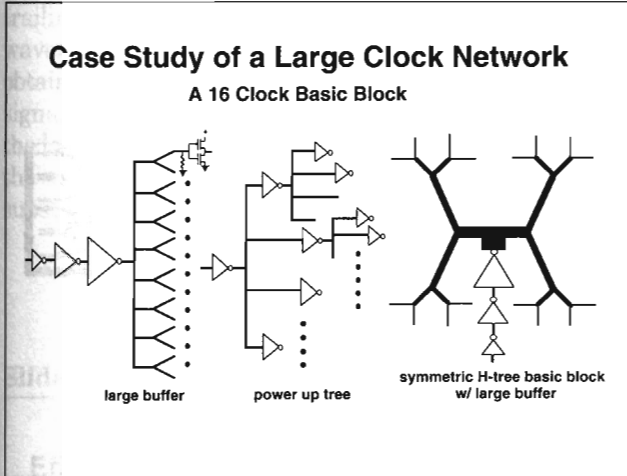 Case Study of a Large Clock Network
A 16 Clock Basic Block
large buffer
power up tree
symmetric H-tree basic block
w/ large buffer